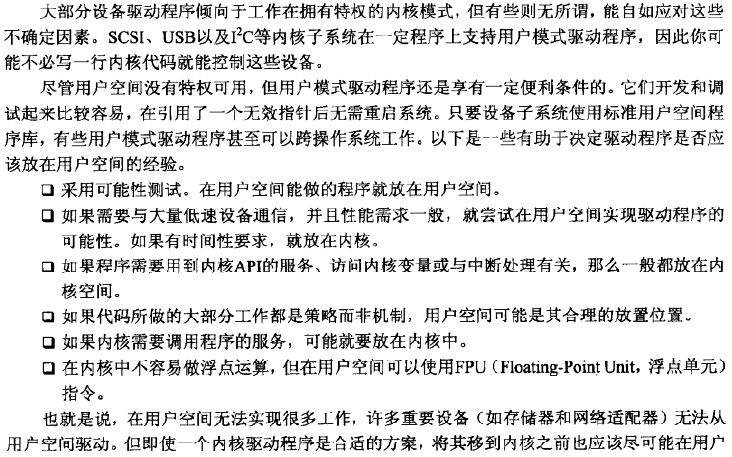 大部分设备驱动程序倾向于工作在拥有特权的内核模式，但有些则无所谓，能自如应对这些
不确定因素。SCSI、USB以及I²C等内核子系统在一定程序上支持用户模式驱动程序，因此你可
能不必写一行内核代码就能控制这些设备。
尽管用户空间没有特权可用，但用户模式驱动程序还是享有一定便利条件的。它们开发和调
试起来比较容易，在引用了一个无效指针后无需重启系统。只要设备子系统使用标准用户空间程
序库，有些用户模式驱动程序甚至可以跨操作系统工作。以下是一些有助于决定驱动程序是否应
该放在用户空间的经验。
❑ 采用可能性测试。在用户空间能做的程序就放在用户空间。
❑ 如果需要与大量低速设备通信，并且性能需求一般，就尝试在用户空间实现驱动程序的
可能性。如果有时间性要求，就放在内核。
❑ 如果程序需要用到内核API的服务、访问内核变量或与中断处理有关，那么一般都放在内
核空间。
❑ 如果代码所做的大部分工作都是策略而非机制，用户空间可能是其合理的放置位置。
❑ 如果内核需要调用程序的服务，可能就要放在内核中。
❑ 在内核中不容易做浮点运算，但在用户空间可以使用FPU（Floating-Point Unit，浮点单元）
指令。
也就是说，在用户空间无法实现很多工作，许多重要设备（如存储器和网络适配器）无法从
用户空间驱动。但即使一个内核驱动程序是合适的方案，将其移到内核之前也应该尽可能在用户